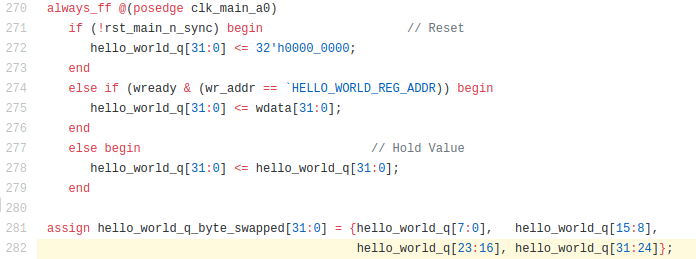 270 always_ff @(posedge clk_main_a0)
271 if (!rst_main_n_sync) begin // Reset
272 hello_world_q[31:0] <= 32'h0000_0000;
273 end
274 else if (wready & (wr_addr == `HELLO_WORLD_REG_ADDR)) begin
275 hello_world_q[31:0] <= wdata[31:0];
276 end
277 else begin // Hold Value
278 hello_world_q[31:0] <= hello_world_q[31:0];
279 end
280
281 assign hello_world_q_byte_swapped[31:0] = {hello_world_q[7:0], hello_world_q[15:8],
282 hello_world_q[23:16], hello_world_q[31:24]};